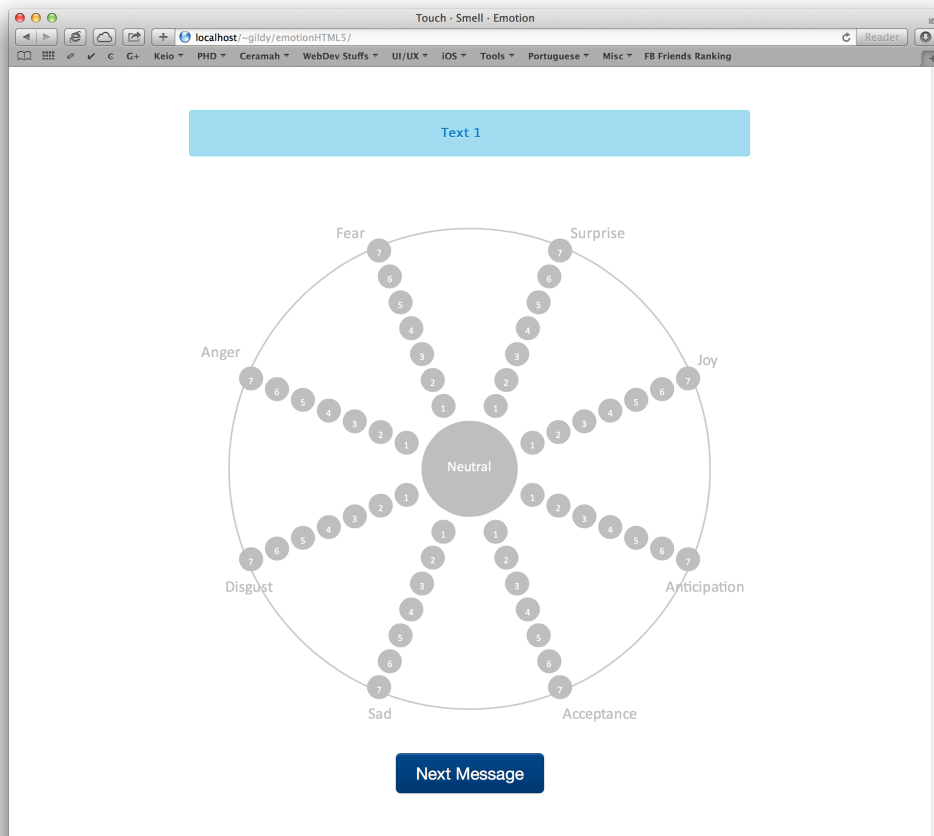 Touch · Smell · Emotion
localhost/~gildy/emotionHTML5/
Reader
G+ Keio PHD Ceramah WebDev Stuffs UI/UX iOS Tools Portuguese Misc FB Friends Ranking
Text 1
Fear Surprise
7 7
6 6
5 5
4 4
Anger 3 3 Joy
7 6 5 4 3 2 1 2 1 2 3 4 5 6 7
1 1
Neutral
7 6 5 4 3 2 1 1 2 3 4 5 6 7
Disgust Anticipation
1 1
2 2
3 3
4 4
5 5
6 6
7 7
Sad Acceptance
Next Message